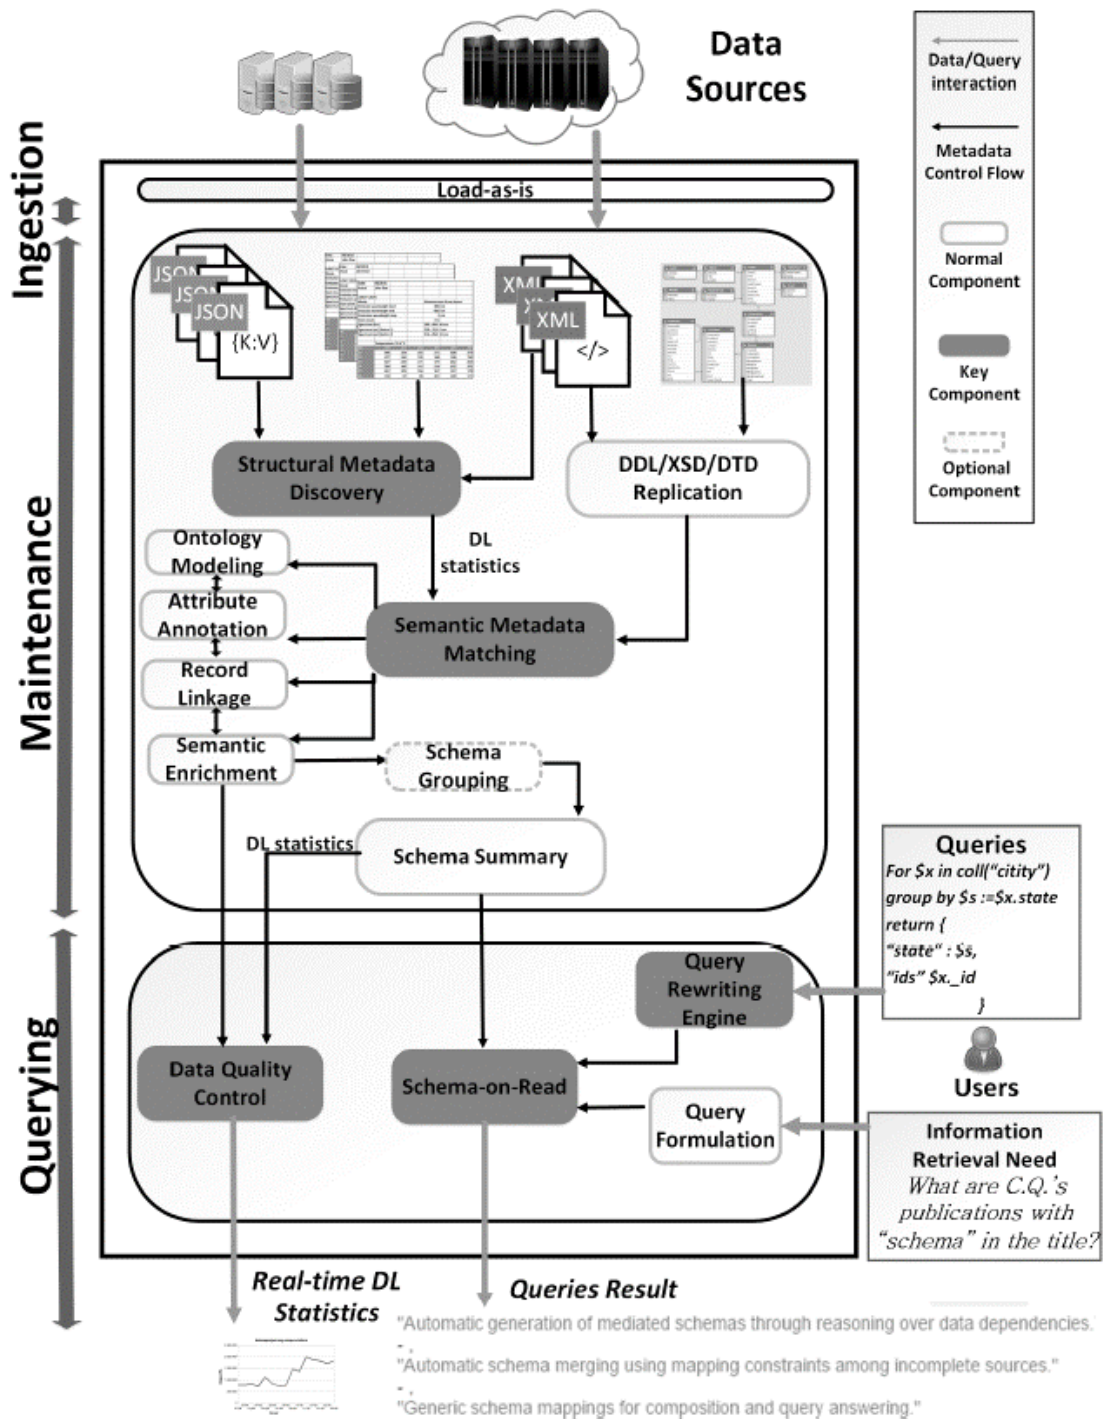 Data
Sources
Data/Query
interaction
Metadata
Control Flow
Normal
Component
Key
Component
Optional
Component
Ingestion
Maintenance
Querying
Load-as-is
JSON
JSON
JSON
{K:V}
XML
XML
XML
</>
Structural Metadata
Discovery
DDL/XSD/DTD
Replication
DL
statistics
Ontology
Modeling
Attribute
Annotation
Semantic Metadada
Matching
Record
Linkage
Semantic
Enrichment
Schema
Grouping
DL statistics
Schema Summary
Queries
For $x in coll("citity")
group by $s :=$x.state
return {
"state" : $s,
"ids" $x._id
}
Users
Query
Rewriting
Engine
Data Quality
Control
Schema-on-Read
Query
Formulation
Information
Retrieval Need
What are C.Q.'s
publications with
"schema" in the title?
Real-time DL
Statistics
Queries Result
"Automatic generation of mediated schemas through reasoning over data dependencies.
- ,
"Automatic schema merging using mapping constraints among incomplete sources."
- ,
"Generic schema mappings for composition and query answering."